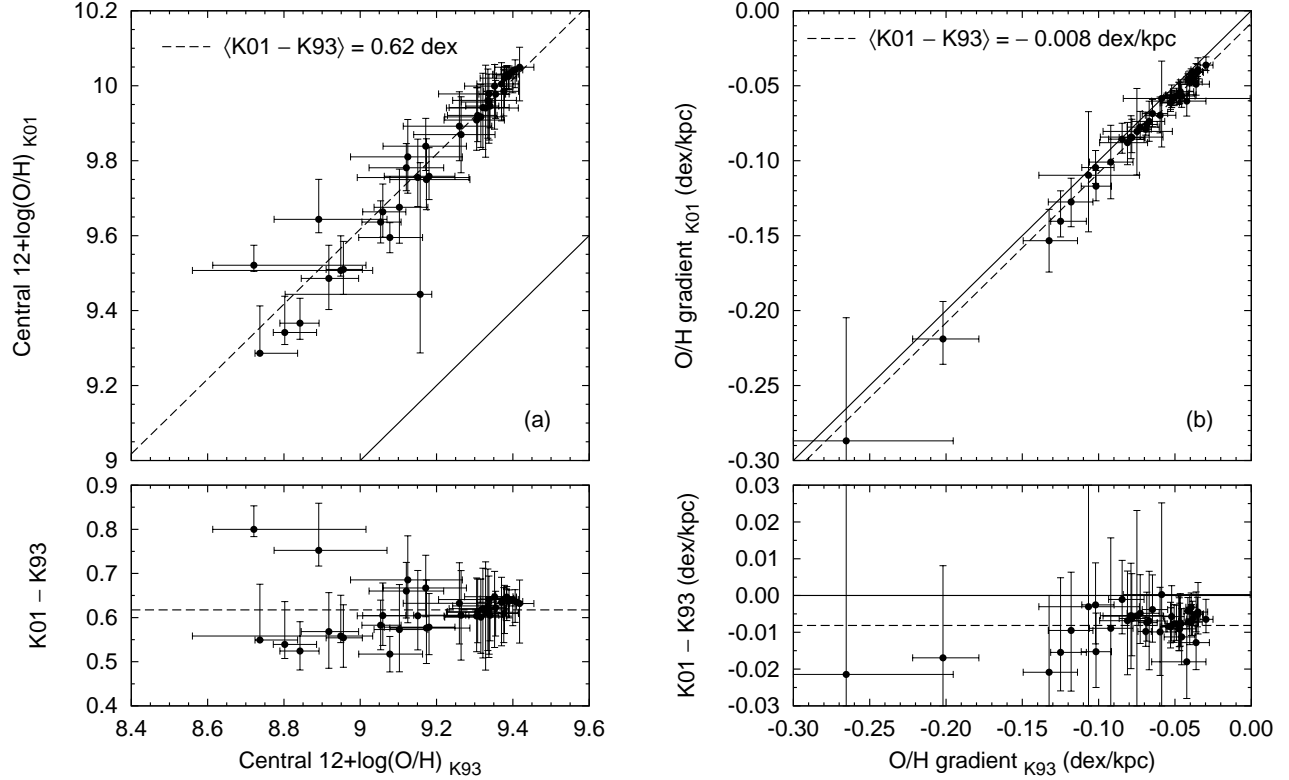 ⟨K01 – K93⟩ = 0.62 dex
10.2
10
9.8
9.6
9.4
9.2
9
Central 12+log(O/H) K01
(a)
0.9
0.8
0.7
0.6
0.5
0.4
K01 – K93
8.4 8.6 8.8 9 9.2 9.4 9.6
Central 12+log(O/H) K93
⟨K01 – K93⟩ = – 0.008 dex/kpc
0.00
-0.05
-0.10
-0.15
-0.20
-0.25
-0.30
O/H gradient K01 (dex/kpc)
(b)
0.03
0.02
0.01
0.00
-0.01
-0.02
-0.03
K01 – K93 (dex/kpc)
-0.30 -0.25 -0.20 -0.15 -0.10 -0.05 0.00
O/H gradient K93 (dex/kpc)